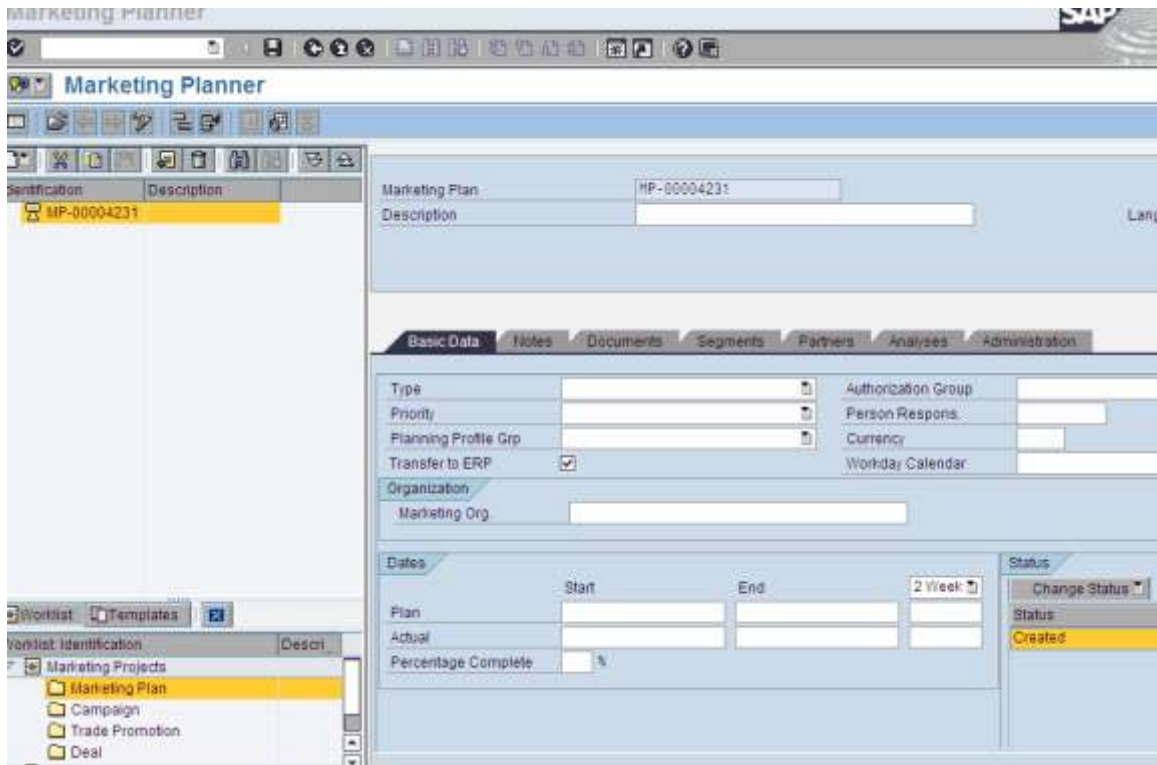 Marketing Planner
SAP
Marketing Planner
Identification Description
MP-00004231
Marketing Plan MP-00004231
Description
Lang
Basic Data Notes Documents Segments Partners Analyses Administration
Type Authorization Group
Priority Person Respons.
Planning Profile Grp Currency
Transfer to ERP Workday Calendar
Organization
Marketing Org.
Dates Status
Start End 2 Week Change Status
Plan Status
Actual Created
Percentage Complete %
Worklist Templates
Worklist Identification Descri
Marketing Projects
Marketing Plan
Campaign
Trade Promotion
Deal